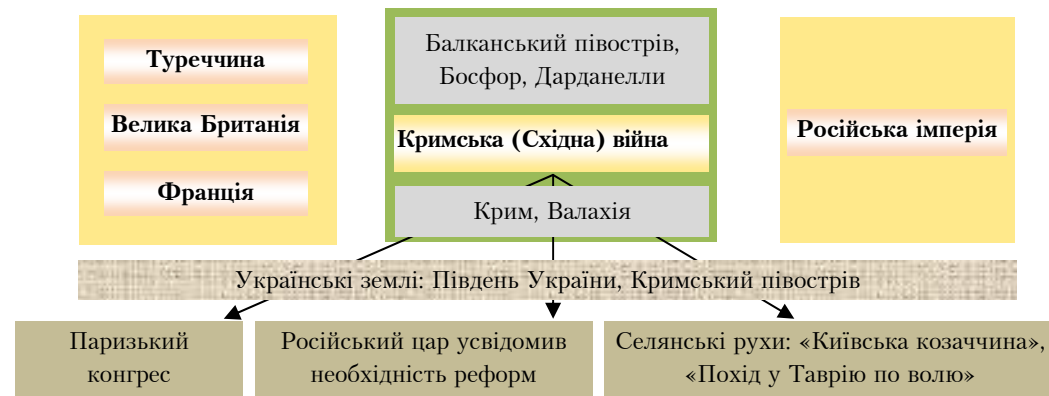 Туреччина
Велика Британія
Франція
Балканський півострів,
Босфор, Дарданелли
Кримська (Східна) війна
Крим, Валахія
Російська імперія
Українські землі: Південь України, Кримський півострів
Паризький
конгрес
Російський цар усвідомив
необхідність реформ
Селянські рухи: «Київська козаччина»,
«Похід у Таврію по волю»